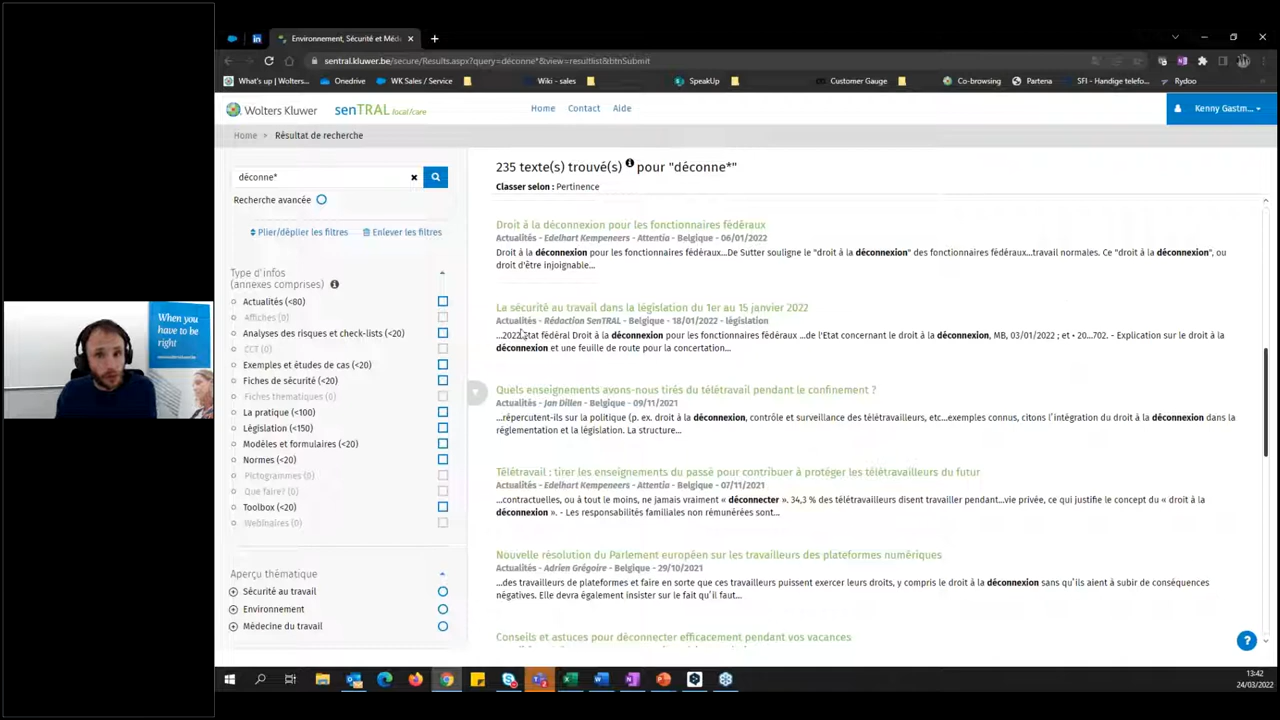 Environnement, Sécurité et Méd
sentral.kluwer.be/secure/Results.aspx?query=déconne*&view=resultlist&btnSubmit
What's up | Wolters...
Onedrive
WK Sales / Service
Wiki - sales
SpeakUp
Customer Gauge
Co-browsing
Partena
SFI - Handige telefo...
Rydoo
Wolters Kluwer
senTRAL local/care
Home
Contact
Aide
Kenny Gastm...
Home > Résultat de recherche
déconne*
Recherche avancée
Plier/déplier les filtres
Enlever les filtres
Type d'infos
(annexes comprises)
Actualités (<80)
Affiches (0)
Analyses des risques et check-lists (<20)
CCT (0)
Exemples et études de cas (<20)
Fiches de sécurité (<20)
Fiches thematiques (0)
La pratique (<100)
Législation (<150)
Modèles et formulaires (<20)
Normes (<20)
Pictogrammes (0)
Que faire? (0)
Toolbox (<20)
Webinaires (0)
Aperçu thématique
Sécurité au travail
Environnement
Médecine du travail
235 texte(s) trouvé(s) pour "déconne*"
Classer selon : Pertinence
Droit à la déconnexion pour les fonctionnaires fédéraux
Actualités - Edelhart Kempeneers - Attentia - Belgique - 06/01/2022
Droit à la déconnexion pour les fonctionnaires fédéraux...De Sutter souligne le "droit à la déconnexion" des fonctionnaires fédéraux...travail normales. Ce "droit à la déconnexion", ou
droit d'être injoignable...
La sécurité au travail dans la législation du 1er au 15 janvier 2022
Actualités - Rédaction SenTRAL - Belgique - 18/01/2022 - législation
...2022 Etat fédéral Droit à la déconnexion pour les fonctionnaires fédéraux ...de l'Etat concernant le droit à la déconnexion, MB, 03/01/2022 ; et • 20...702. - Explication sur le droit à la
déconnexion et une feuille de route pour la concertation...
Quels enseignements avons-nous tirés du télétravail pendant le confinement ?
Actualités - Jan Dillen - Belgique - 09/11/2021
...répercutent-ils sur la politique (p. ex. droit à la déconnexion, contrôle et surveillance des télétravailleurs, etc...exemples connus, citons l'intégration du droit à la déconnexion dans la
réglementation et la législation. La structure...
Télétravail : tirer les enseignements du passé pour contribuer à protéger les télétravailleurs du futur
Actualités - Edelhart Kempeneers - Attentia - Belgique - 07/11/2021
...contractuelles, ou à tout le moins, ne jamais vraiment « déconnecter ». 34,3 % des télétravailleurs disent travailler pendant...vie privée, ce qui justifie le concept du « droit à la
déconnexion ». - Les responsabilités familiales non rémunérées sont...
Nouvelle résolution du Parlement européen sur les travailleurs des plateformes numériques
Actualités - Adrien Grégoire - Belgique - 29/10/2021
...des travailleurs de plateformes et faire en sorte que ces travailleurs puissent exercer leurs droits, y compris le droit à la déconnexion sans qu'ils aient à subir de conséquences
négatives. Elle devra également insister sur le fait qu'il faut...
Conseils et astuces pour déconnecter efficacement pendant vos vacances
When you
have to be
right
13:42
24/03/2022